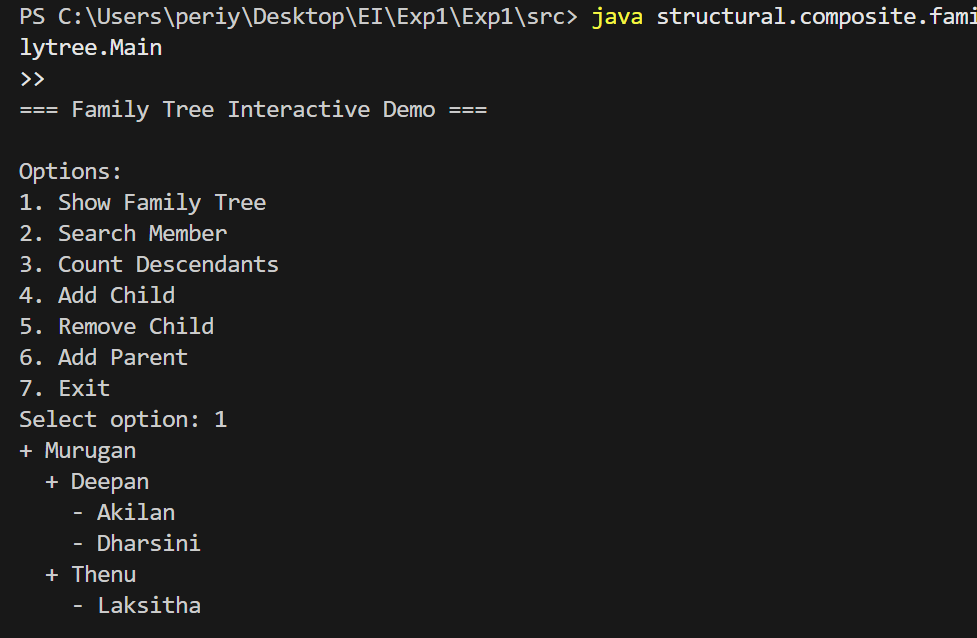 PS C:\Users\periy\Desktop\EI\Exp1\Exp1\src> java structural.composite.fami
lytree.Main
>>
=== Family Tree Interactive Demo ===
Options:
1. Show Family Tree
2. Search Member
3. Count Descendants
4. Add Child
5. Remove Child
6. Add Parent
7. Exit
Select option: 1
+ Murugan
  + Deepan
    - Akilan
    - Dharsini
  + Thenu
    - Laksitha